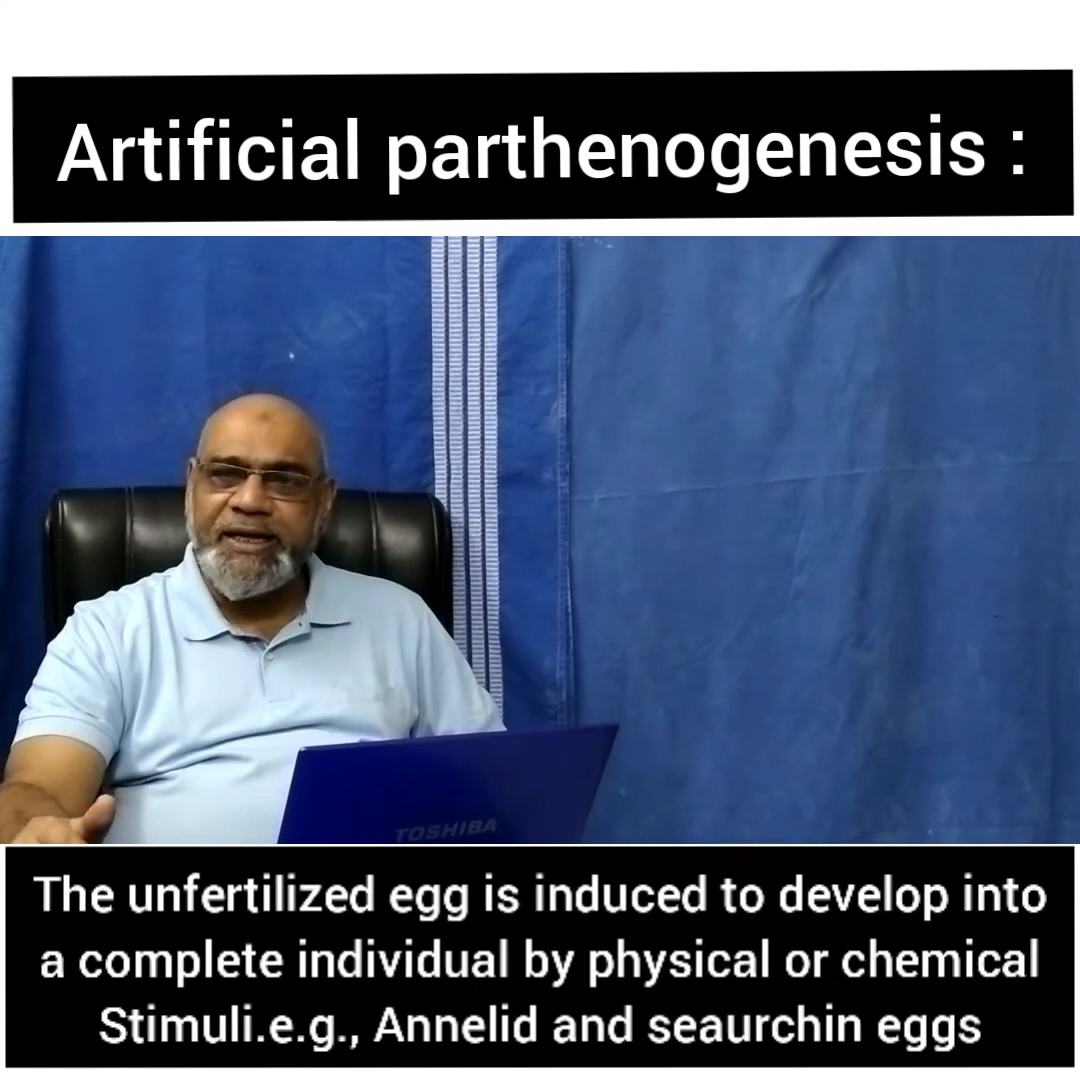 Artificial parthenogenesis :
TOSHIBA
The unfertilized egg is induced to develop into
a complete individual by physical or chemical
Stimuli.e.g., Annelid and seaurchin eggs